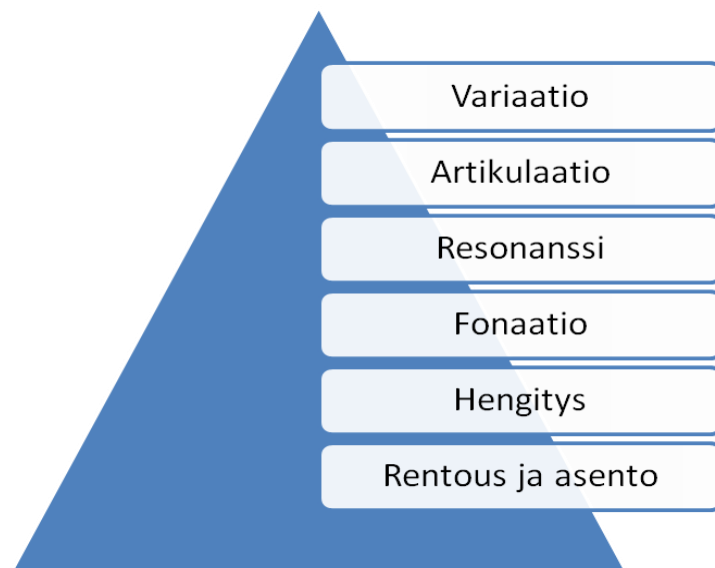 Variaatio
Artikulaatio
Resonanssi
Fonaatio
Hengitys
Rentous ja asento